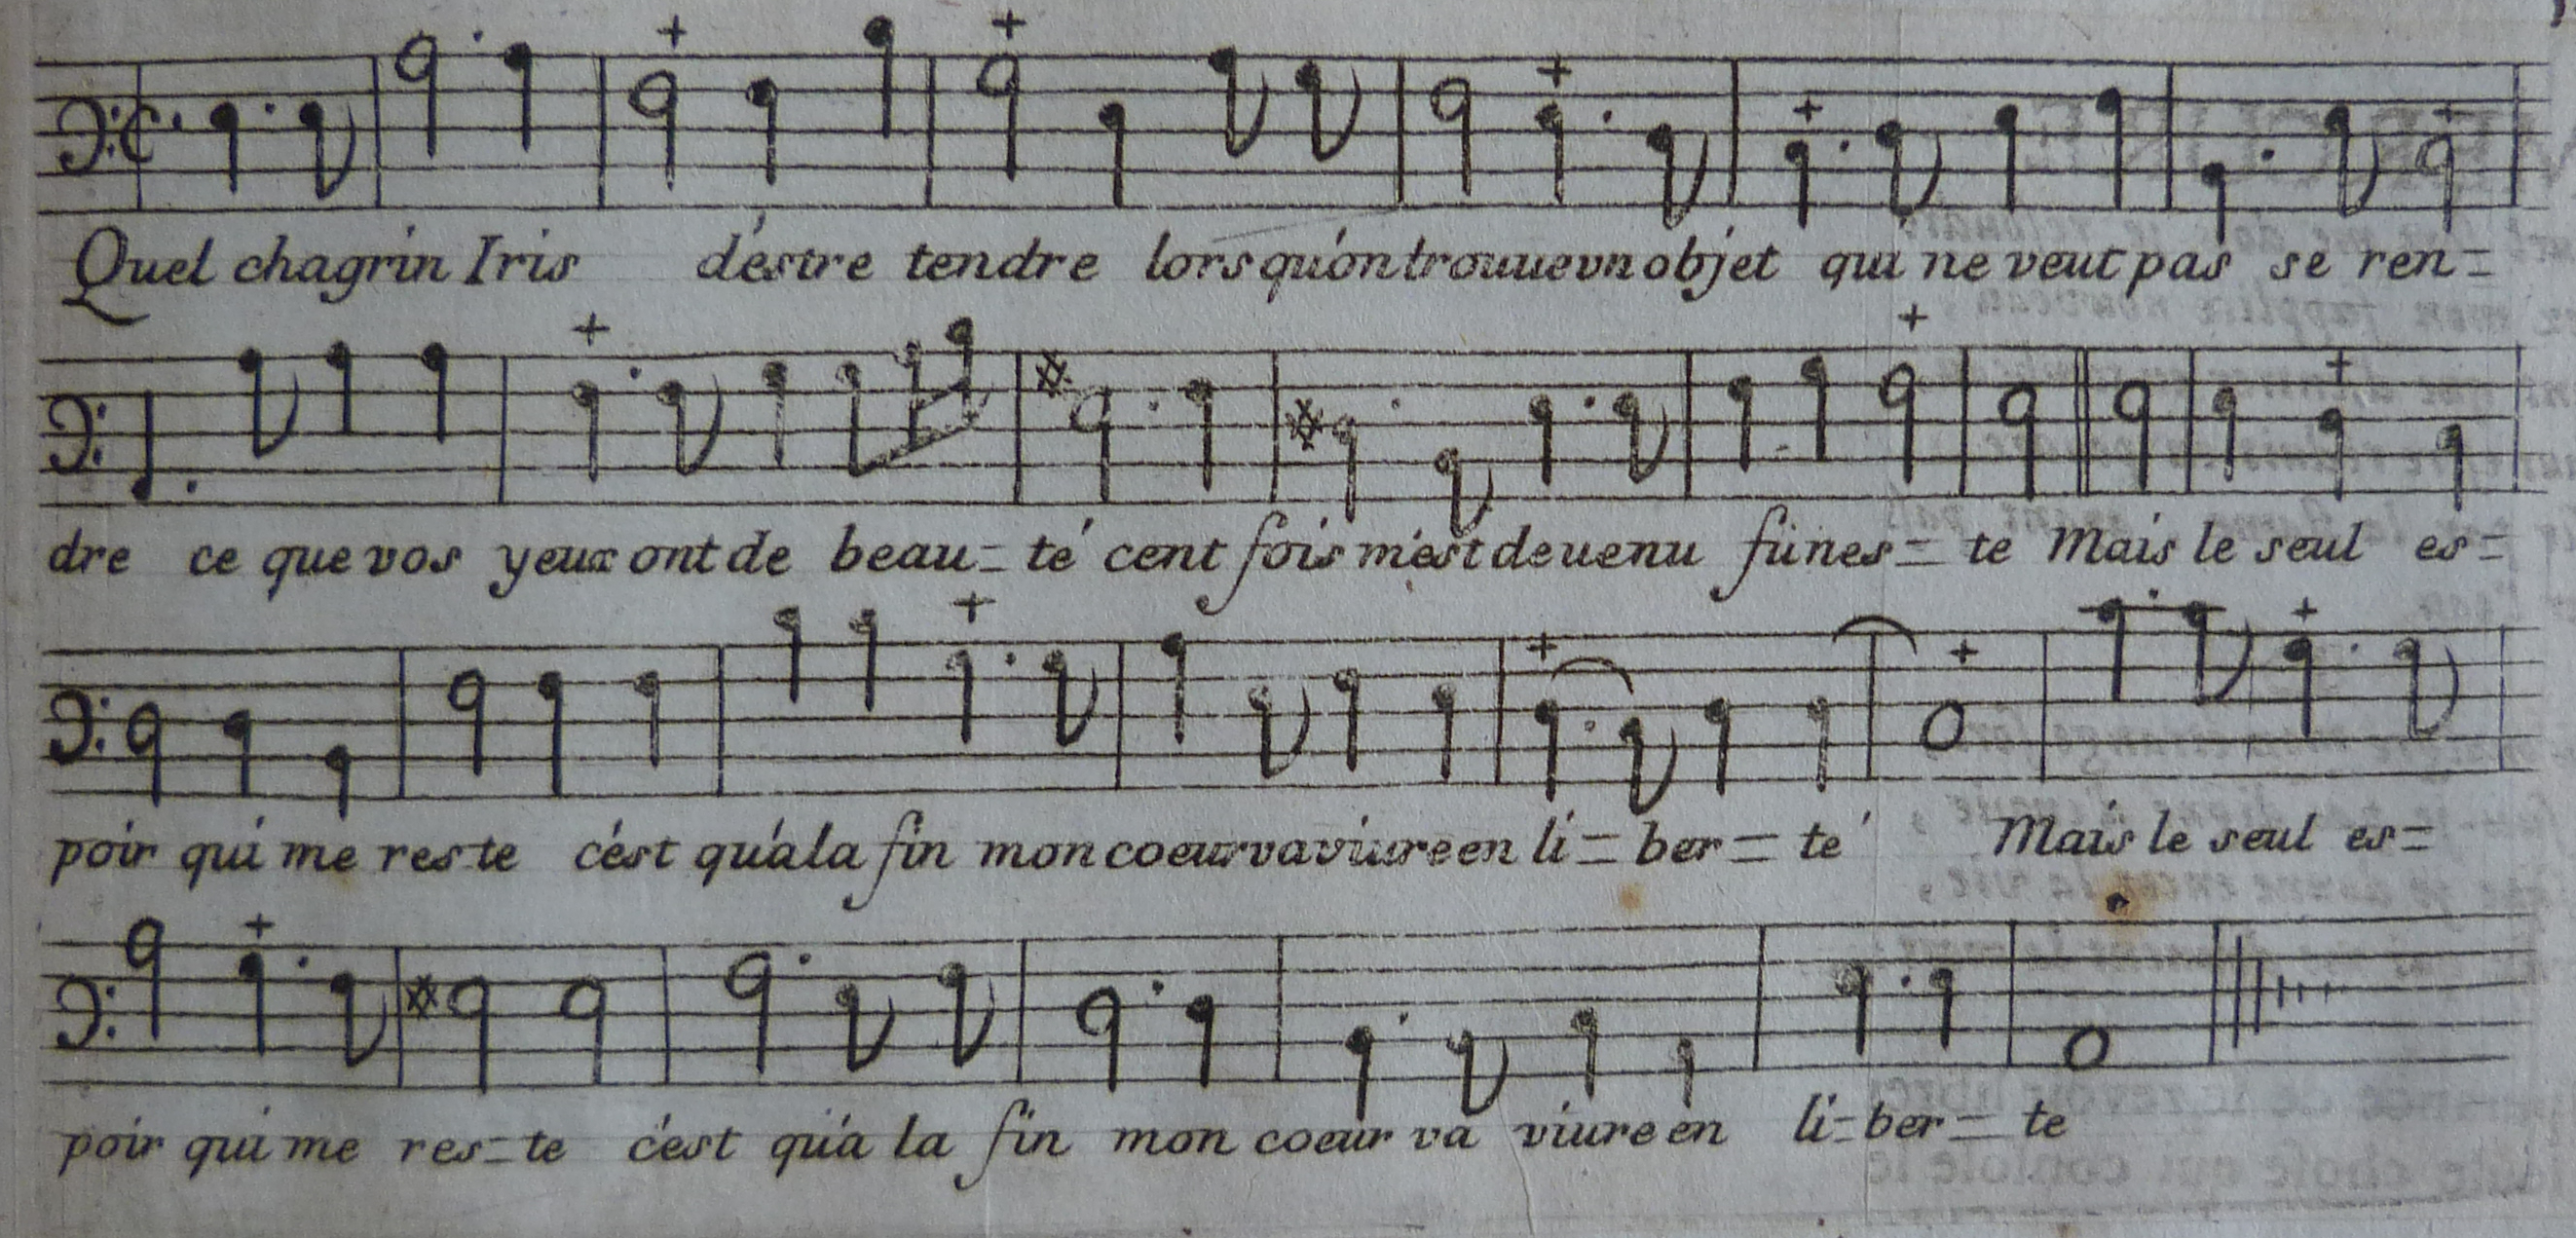 Quel chagrin Iris d'estre tendre lors qu'on trouue vn objet qui ne veut pas se ren=
dre ce que vos yeux ont de beau=té cent fois m'est deuenu funes=te Mais le seul es=
poir qui me reste c'est qu'a la fin mon coeur va viure en li=ber=té Mais le seul es=
poir qui me res=te c'est qu'a la fin mon coeur va viure en li=ber=te